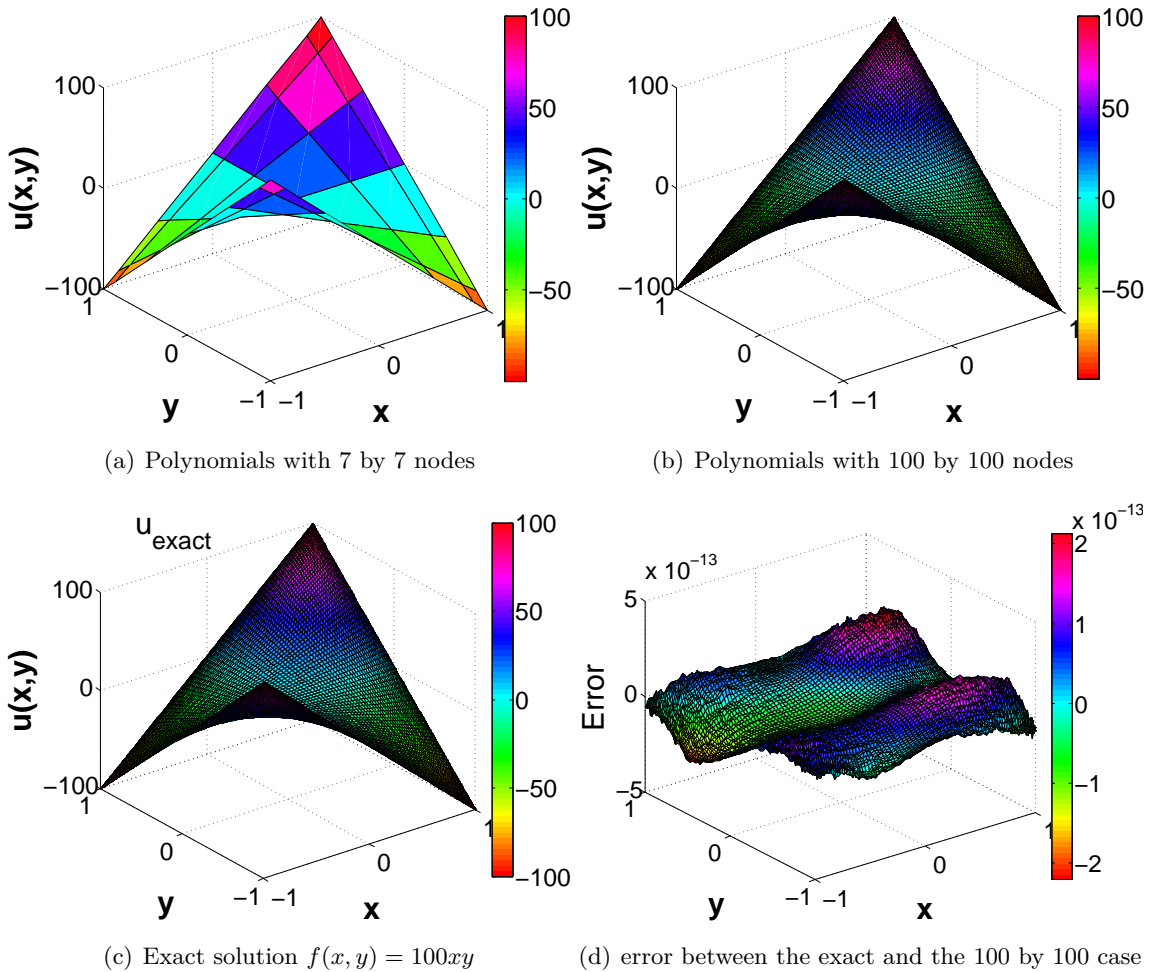 100
50
0
−50
100
0
−100
u(x,y)
1
0
−1
y
−1
0
1
x
(a) Polynomials with 7 by 7 nodes
100
50
0
−50
100
0
−100
u(x,y)
1
0
−1
y
−1
0
1
x
(b) Polynomials with 100 by 100 nodes
u_exact
100
50
0
−50
−100
100
0
−100
u(x,y)
1
0
−1
y
−1
0
1
x
(c) Exact solution f(x, y) = 100xy
x 10^−13
2
1
0
−1
−2
x 10^−13
5
0
−5
Error
1
0
−1
y
−1
0
1
x
(d) error between the exact and the 100 by 100 case